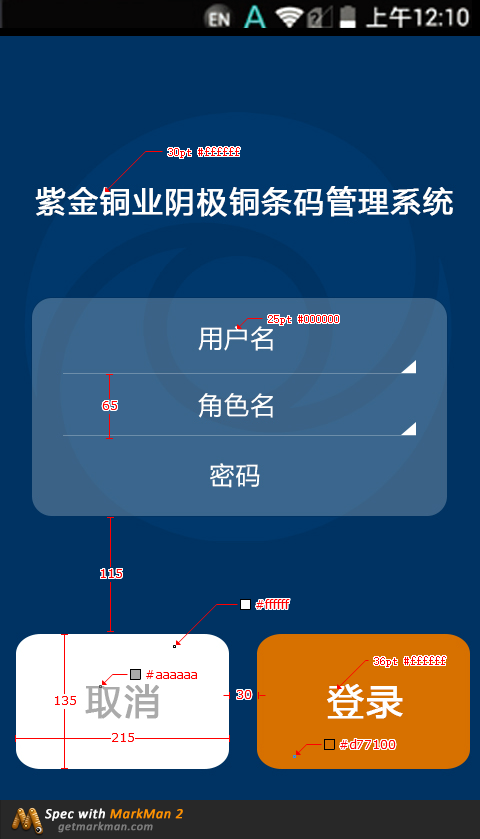 EN A 2 上午12:10
30pt #ffffff
紫金铜业阴极铜条码管理系统
25pt #000000
用户名
65
角色名
密码
115
#ffffff
36pt #ffffff
#aaaaaa
135
取消
30
登录
215
#d77100
Spec with MarkMan 2
getmarkman.com